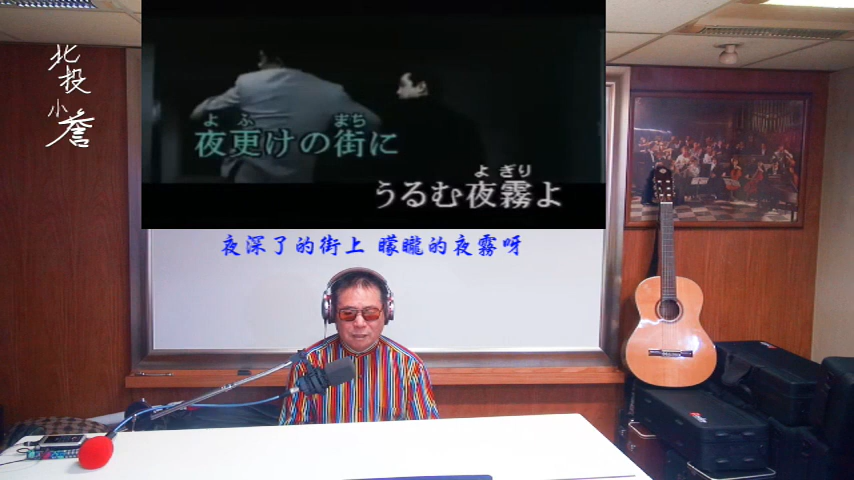 北投小詹
よ ふ まち
夜更けの街に
よ ぎり
うるむ夜霧よ
夜深了的街上 矇矓的夜霧呀